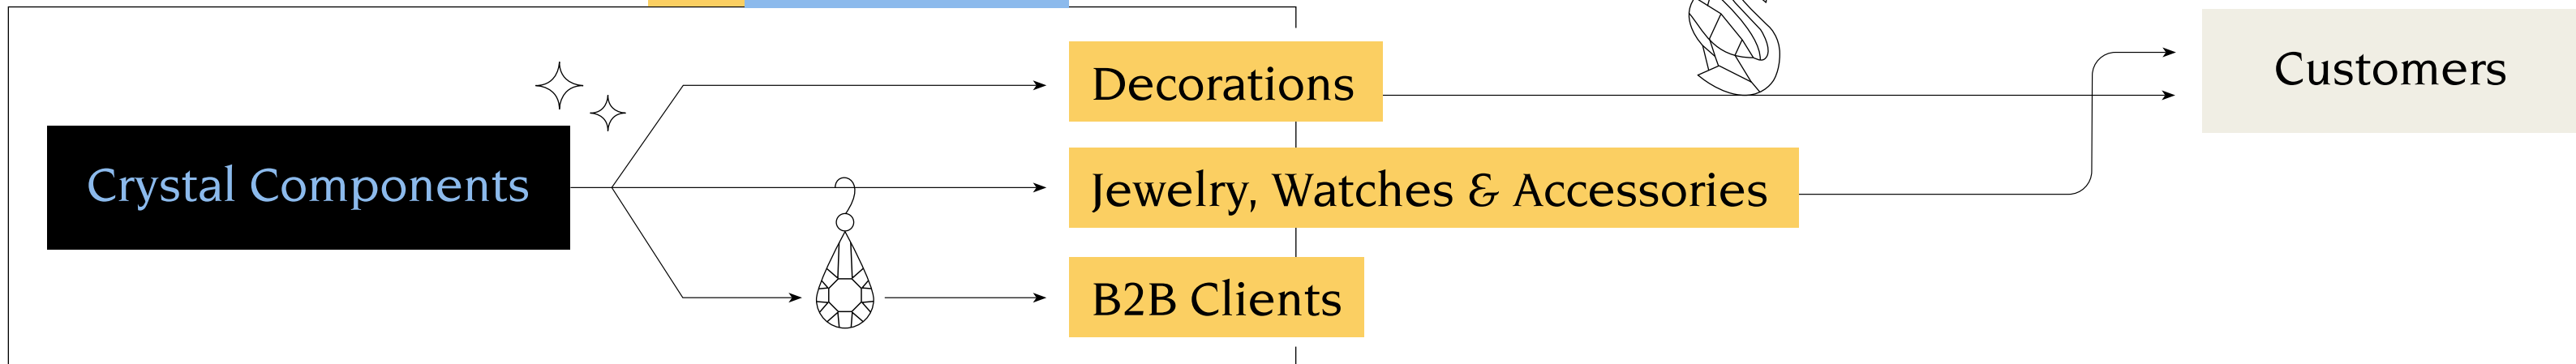 Decorations
Customers
Crystal Components
Jewelry, Watches & Accessories
B2B Clients